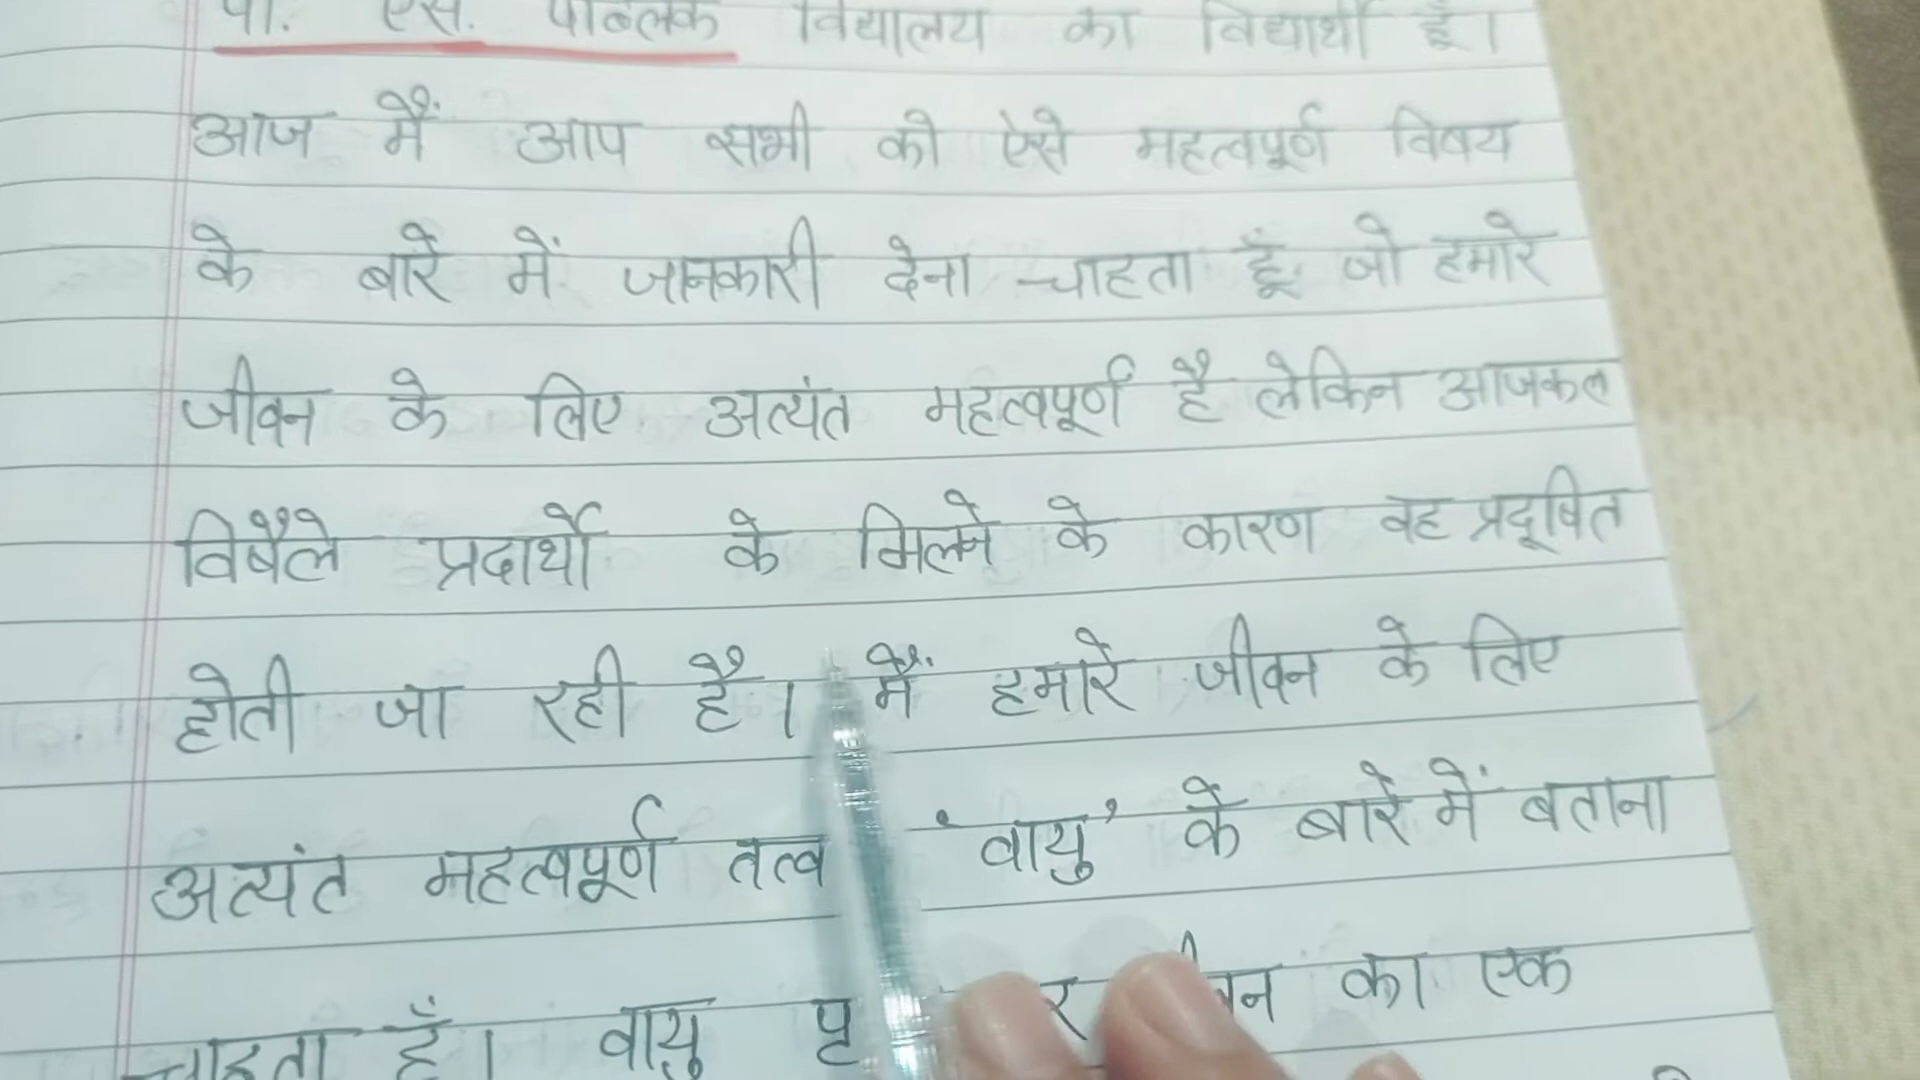 पी. एस. पब्लिक विद्यालय का विद्यार्थी हूँ।
आज मैं आप सभी को ऐसे महत्वपूर्ण विषय
के बारे में जानकारी देना चाहता हूँ जो हमारे
जीवन के लिए अत्यंत महत्वपूर्ण है लेकिन आजकल
विषैले प्रदार्थो के मिलने के कारण वह प्रदूषित
होती जा रही है। मैं हमारे जीवन के लिए
अत्यंत महत्वपूर्ण तत्व 'वायु' के बारे में बताना
चाहता हूँ। वायु का एक